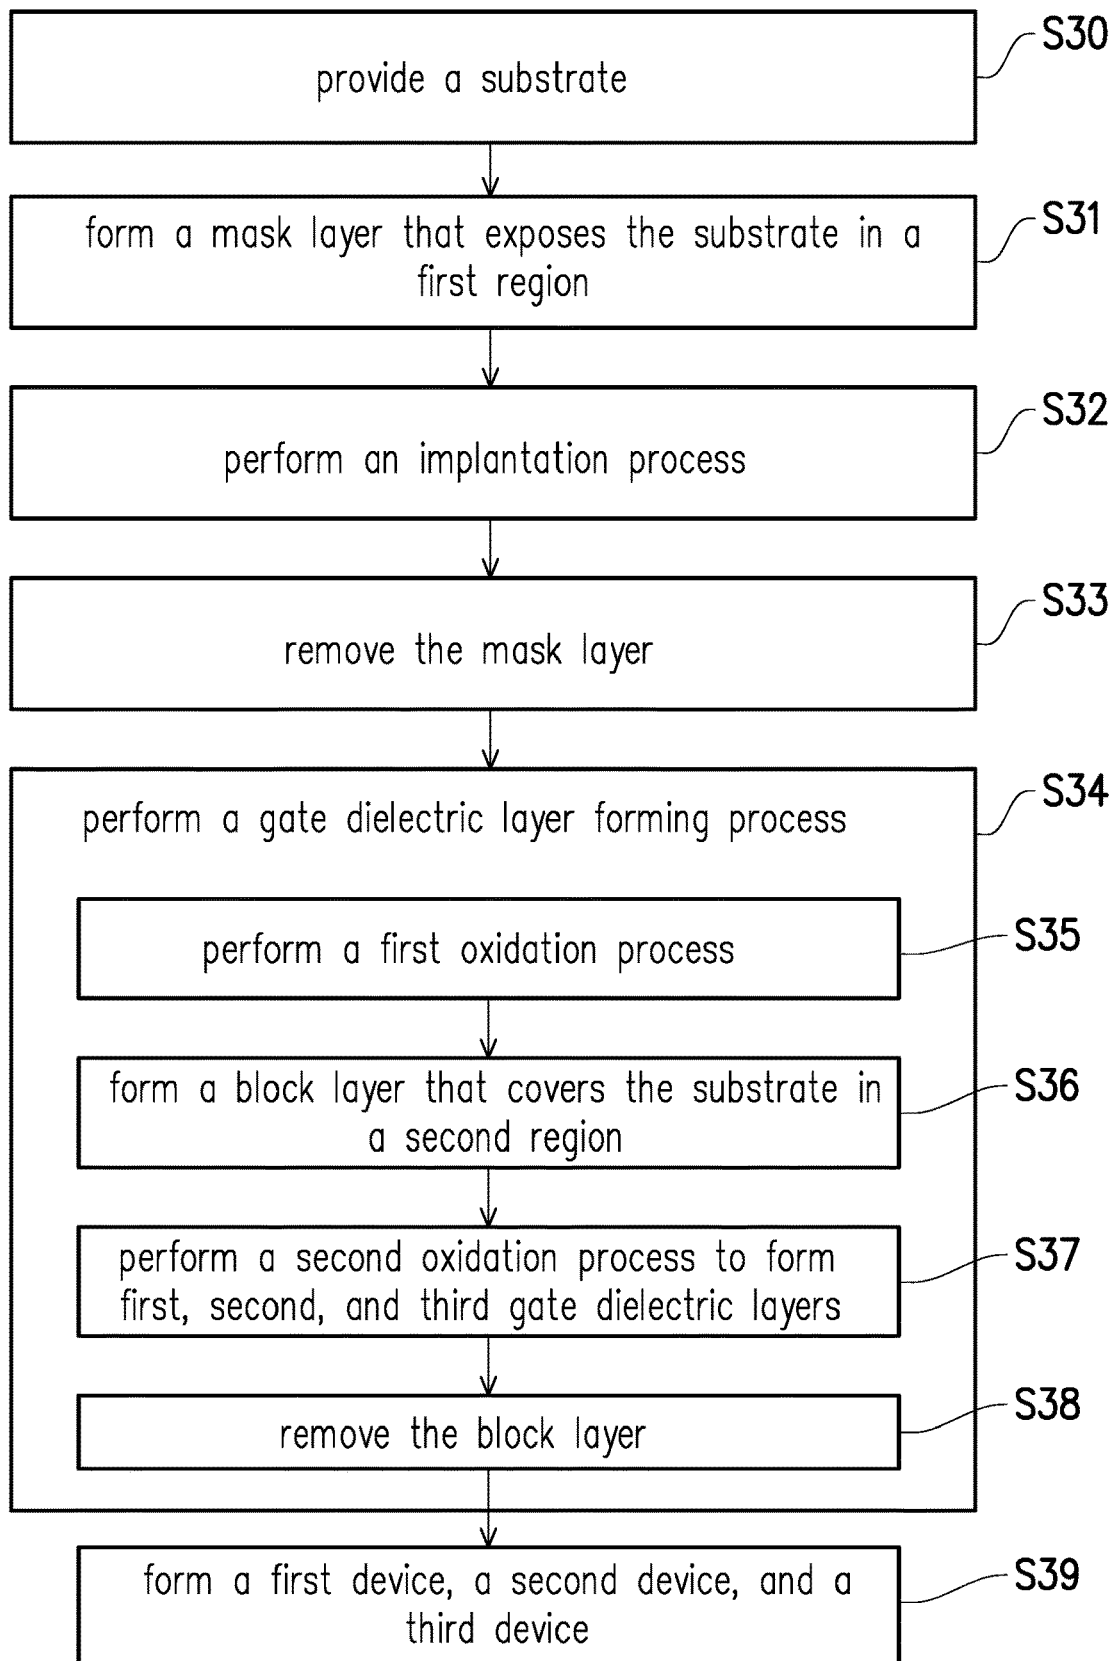 S30
provide a substrate
S31
form a mask layer that exposes the substrate in a
first region
S32
perform an implantation process
S33
remove the mask layer
S34
perform a gate dielectric layer forming process
S35
perform a first oxidation process
S36
form a block layer that covers the substrate in
a second region
S37
perform a second oxidation process to form
first, second, and third gate dielectric layers
S38
remove the block layer
S39
form a first device, a second device, and a
third device